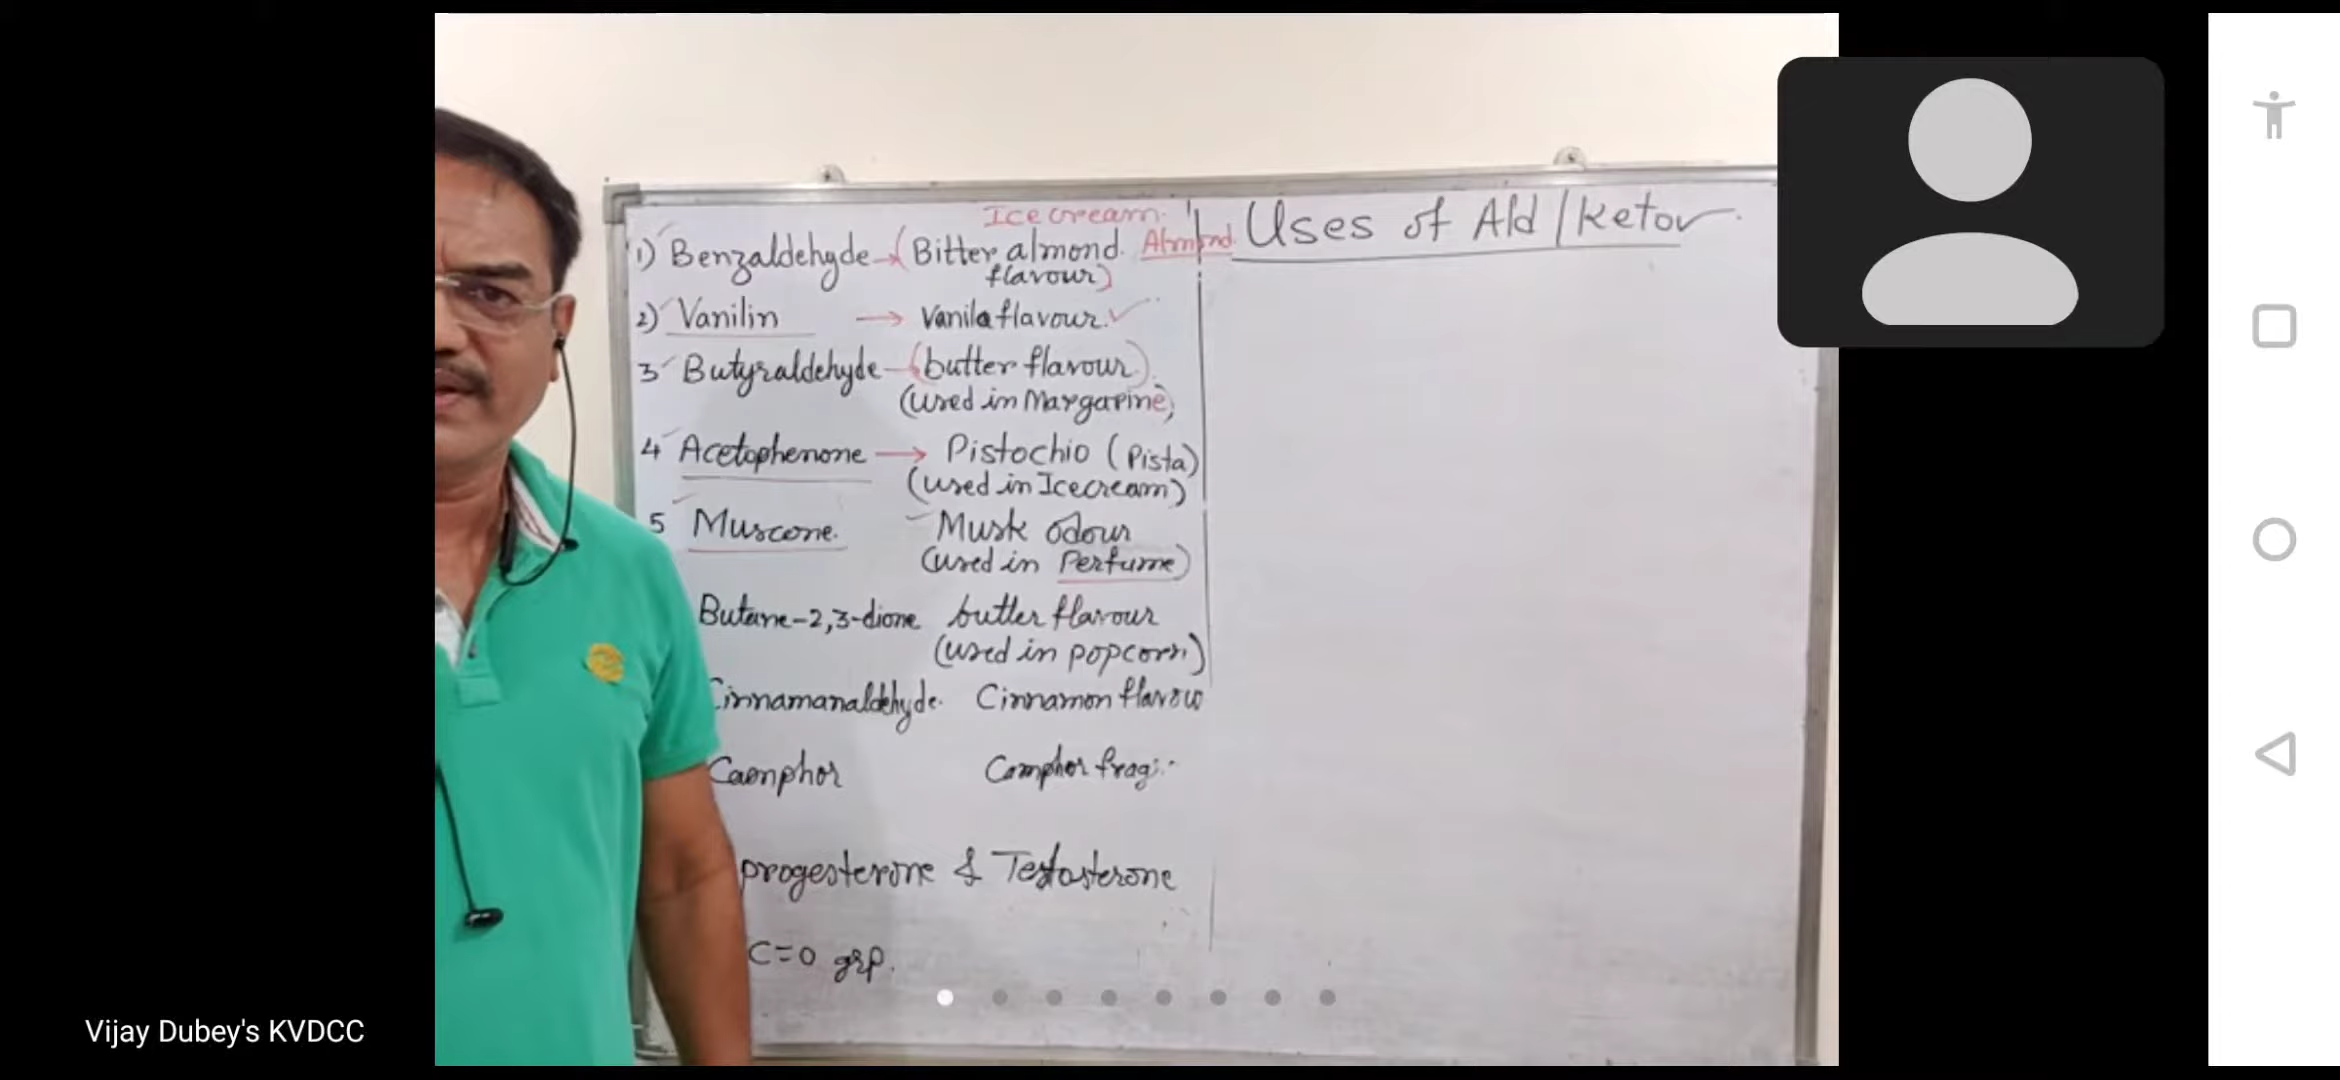 Ice cream.
Uses of Ald/Keton
1) Benzaldehyde → (Bitter almond. Almond
flavour)
2) Vanilin → Vanila flavour. ✓
3 Butyraldehyde - (butter flavour)
(used in Margarine)
4 Acetophenone → Pistochio (Pista)
(used in Icecream)
5 Muscone. Musk odour
(used in Perfume)
Butane-2,3-dione butter flavour
(used in popcorn)
Cinnamanaldehyde. Cinnamon flavour
Camphor Camphor frag..
progesterone & Testosterone
C=O grp.
Vijay Dubey's KVDCC